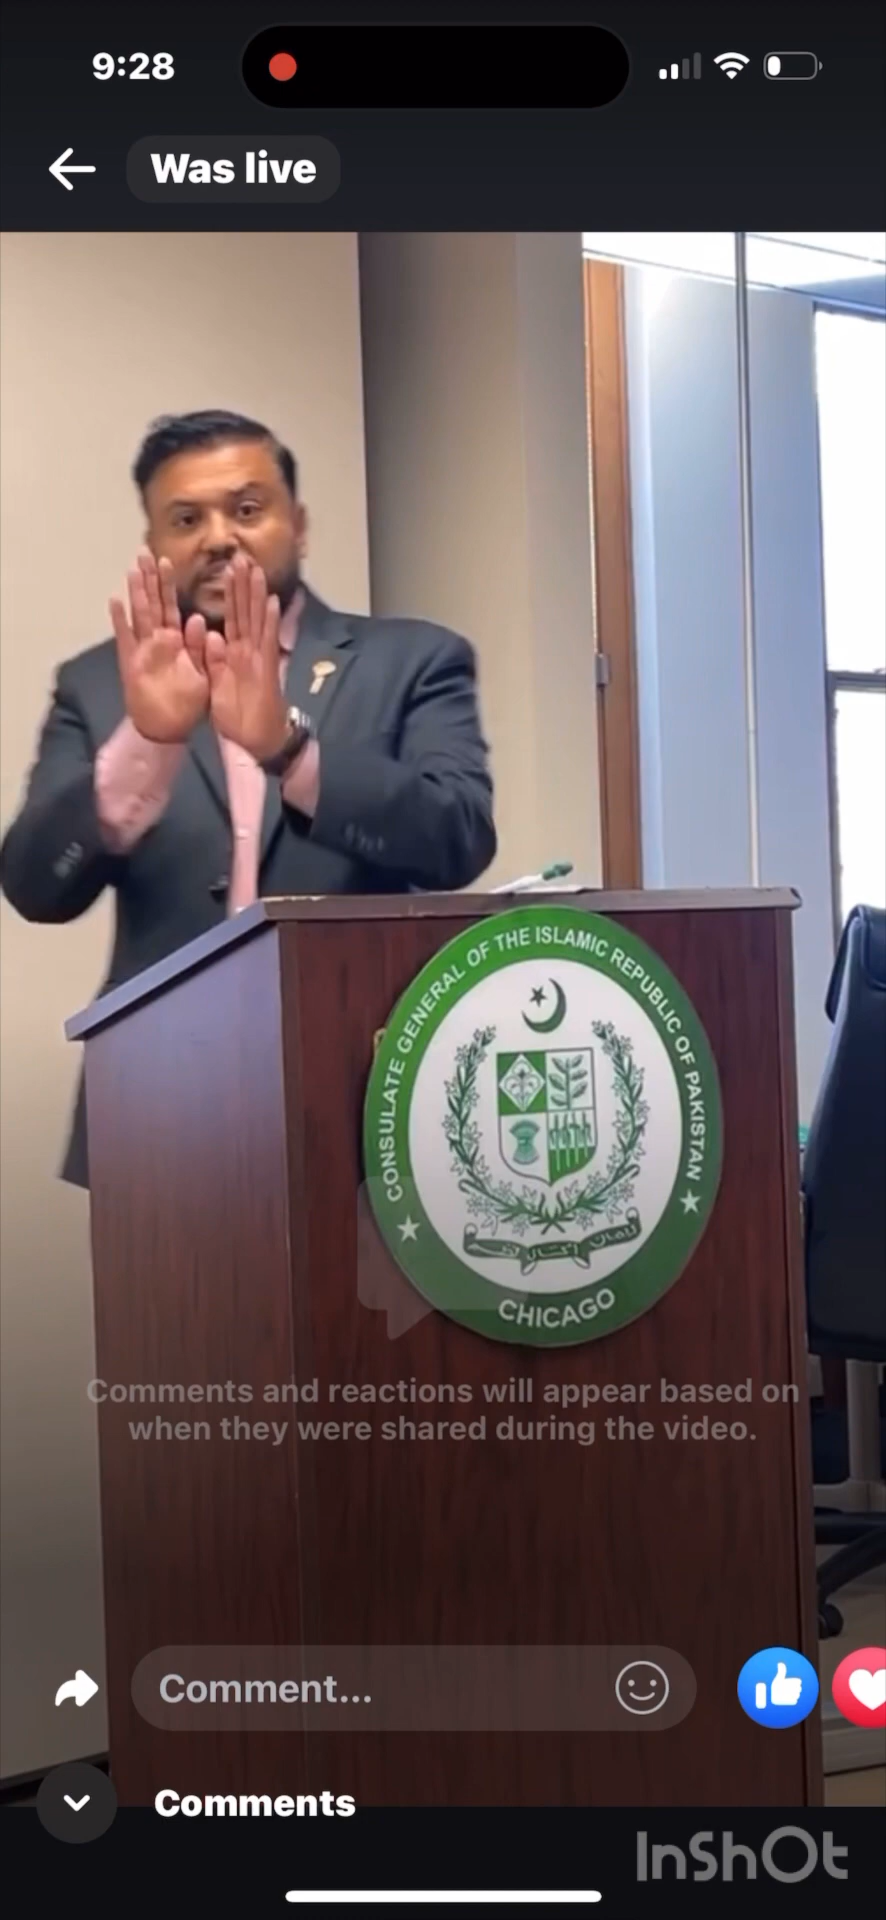 9:28
Was live
CONSULATE GENERAL OF THE ISLAMIC REPUBLIC OF PAKISTAN
CHICAGO
Comments and reactions will appear based on
when they were shared during the video.
Comment...
Comments
InShOt